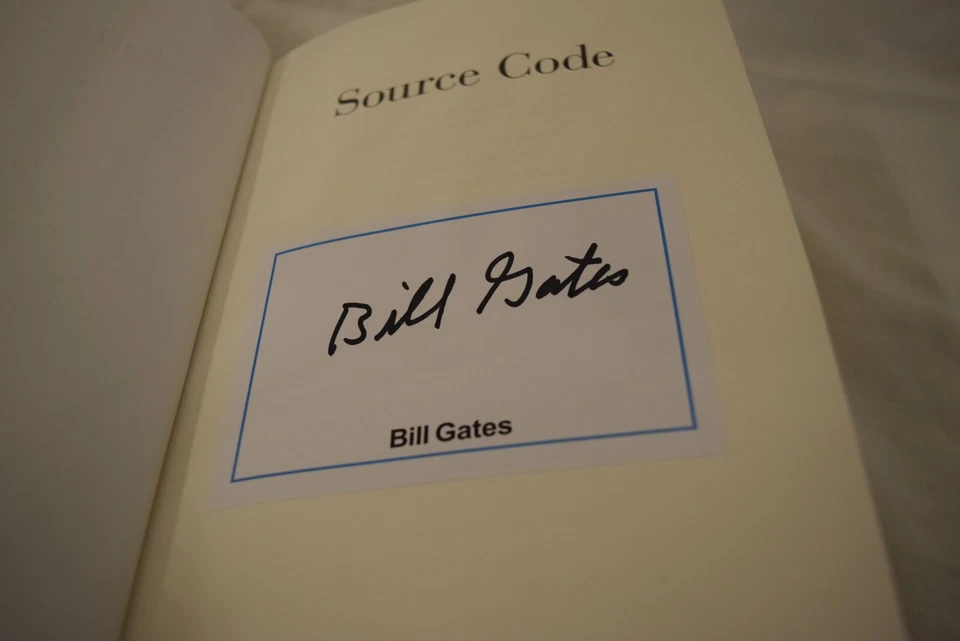 Source Code
Bill Gates
Bill Gates